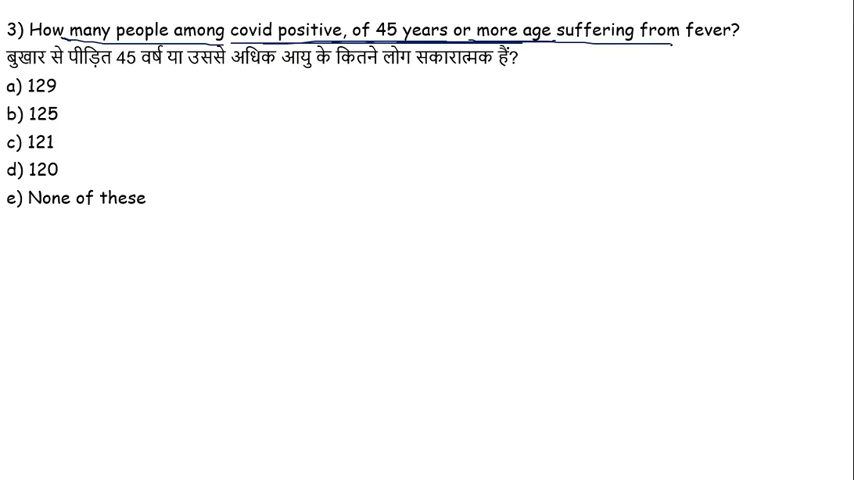 3) How many people among covid positive, of 45 years or more age suffering from fever?
बुखार से पीड़ित 45 वर्ष या उससे अधिक आयु के कितने लोग सकारात्मक हैं?
a) 129
b) 125
c) 121
d) 120
e) None of these